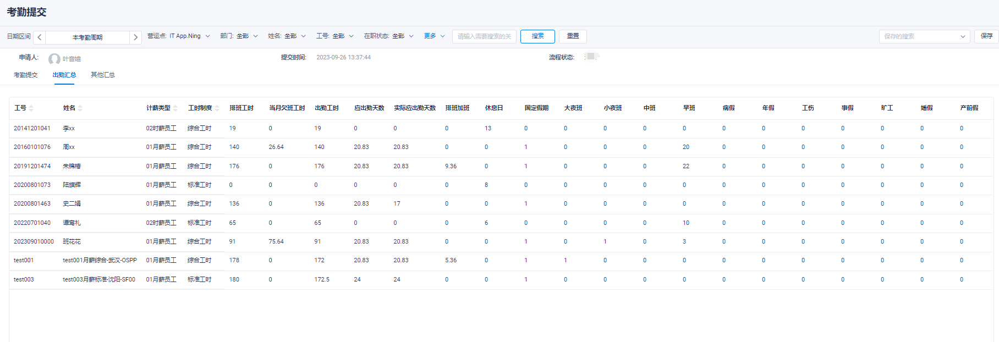 考勤提交
日期区间 本考勤周期 营运点: IT App.Ning 部门: 全部 姓名: 全部 工号: 全部 在职状态: 全部 更多 请输入需要搜索的关 搜索 重置 保存的搜索 保存
申请人: 叶音嫱 提交时间: 2023-09-26 13:37:44 流程状态:
考勤提交 出勤汇总 其他汇总
工号 姓名 计薪类型 工时制度 排班工时 当月欠班工时 出勤工时 应出勤天数 实际应出勤天数 排班加班 休息日 国定假期 大夜班 小夜班 中班 早班 病假 年假 工伤 事假 旷工 婚假 产前假
20141201041 李xx 02时薪员工 综合工时 19 0 19 0 0 0 13 0 0 0 0 0 0 0 0 0 0 0 0
20160101076 周xx 01月薪员工 综合工时 140 26.64 140 20.83 20.83 0 0 1 0 0 0 20 0 0 0 0 0 0 0
20191201474 朱锦椿 01月薪员工 综合工时 176 0 176 20.83 20.83 9.36 0 1 0 0 0 22 0 0 0 0 0 0 0
20200801073 陆旗辉 01月薪员工 标准工时 0 0 0 0 0 0 8 0 0 0 0 0 0 0 0 0 0 0 0
20200801463 史二娟 01月薪员工 综合工时 136 0 136 20.83 17 0 0 1 0 0 0 0 0 0 0 0 0 0 0
20220701040 谭鸾礼 02时薪员工 标准工时 65 0 65 0 0 0 6 0 0 0 0 10 0 0 0 0 0 0 0
202309010000 班花花 01月薪员工 综合工时 91 75.64 91 20.83 20.83 0 0 1 0 1 0 3 0 0 0 0 0 0 0
test001 test001月薪综合-武汉-OSPP 01月薪员工 综合工时 178 0 172 20.83 20.83 5.36 0 1 1 0 0 0 0 0 0 0 0 0 0
test003 test003月薪标准-沈阳-SF00 01月薪员工 标准工时 180 0 172.5 24 24 0 0 1 0 0 0 0 0 0 0 0 0 0 0